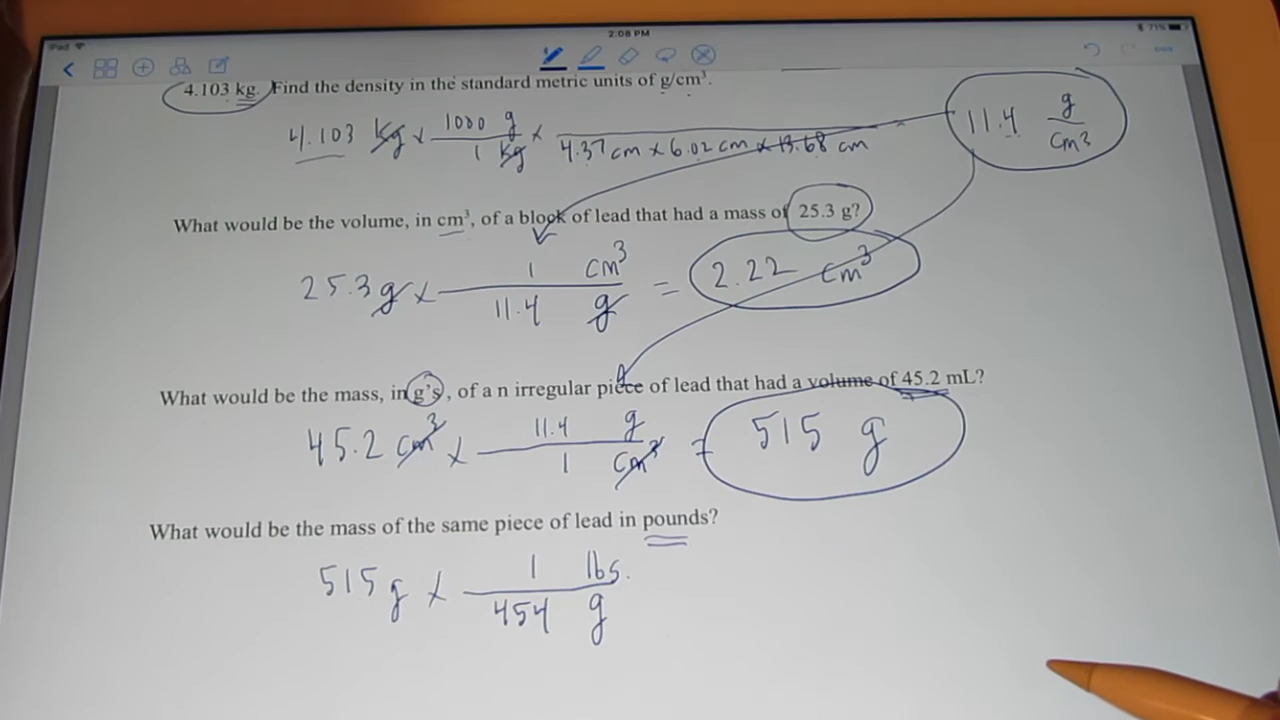 iPad 2:08 PM 71%
4.103 kg. Find the density in the standard metric units of g/cm³.
4.103 kg × 1000 g
1 kg × 4.37 cm × 6.02 cm × 13.68 cm
11.4 g
cm³
What would be the volume, in cm³, of a block of lead that had a mass of 25.3 g?
25.3 g × 1 cm³
11.4 g = 2.22 cm³
What would be the mass, in g's, of a n irregular piece of lead that had a volume of 45.2 mL?
45.2 cm³ × 11.4 g
1 cm³ = 515 g
What would be the mass of the same piece of lead in pounds?
515 g × 1 lbs.
454 g